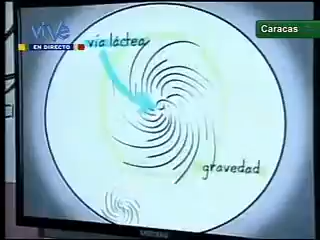 vive
EN DIRECTO
Caracas
vía láctea
gravedad
SAMSUNG